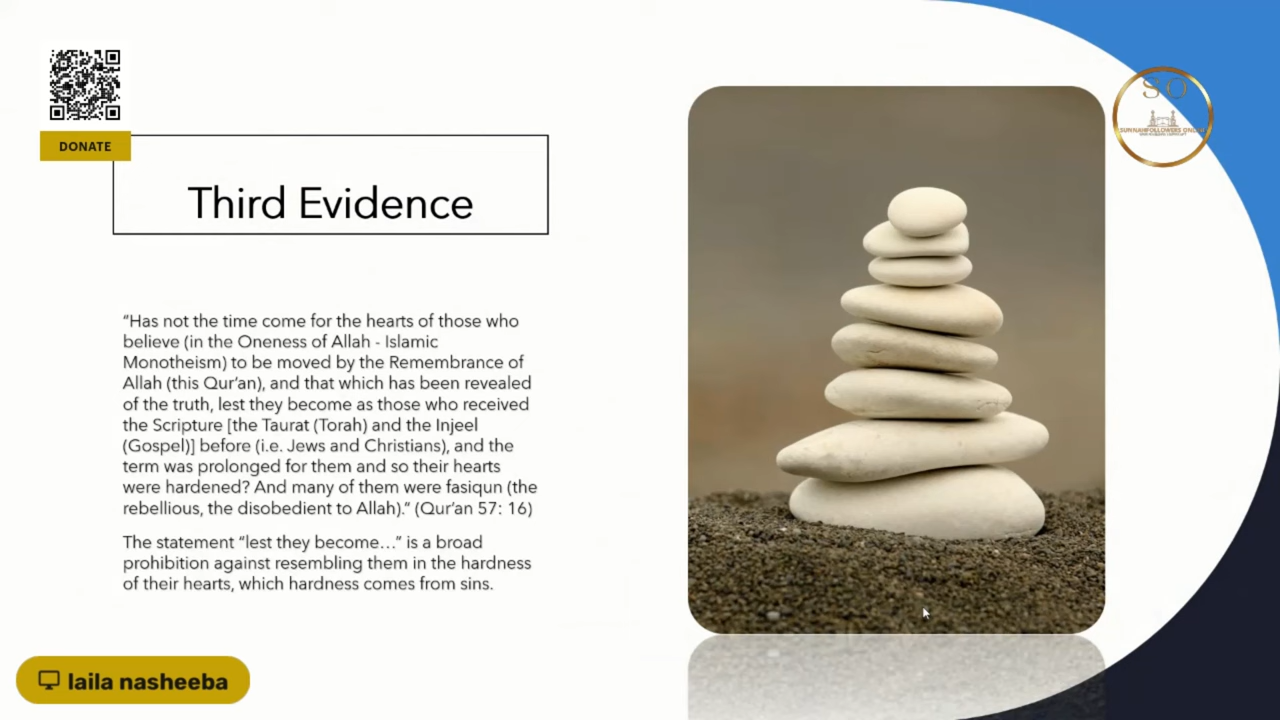 DONATE
Third Evidence
“Has not the time come for the hearts of those who
believe (in the Oneness of Allah - Islamic
Monotheism) to be moved by the Remembrance of
Allah (this Qur’an), and that which has been revealed
of the truth, lest they become as those who received
the Scripture [the Taurat (Torah) and the Injeel
(Gospel)] before (i.e. Jews and Christians), and the
term was prolonged for them and so their hearts
were hardened? And many of them were fasiqun (the
rebellious, the disobedient to Allah).” (Qur’an 57: 16)
The statement “lest they become…” is a broad
prohibition against resembling them in the hardness
of their hearts, which hardness comes from sins.
SO
laila nasheeba